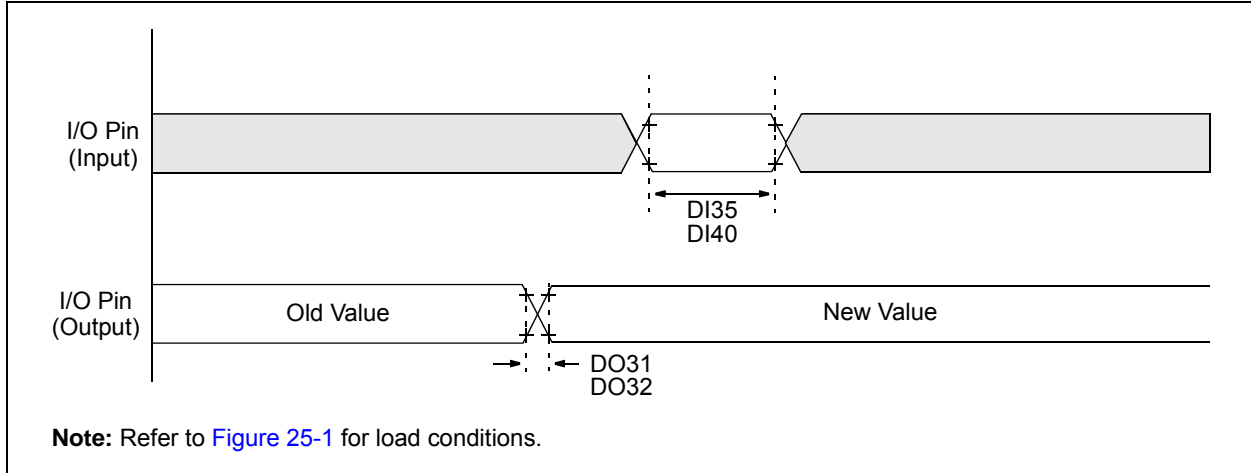 I/O Pin
(Input)
DI35
DI40
I/O Pin
(Output)
Old Value
New Value
DO31
DO32
Note: Refer to Figure 25-1 for load conditions.